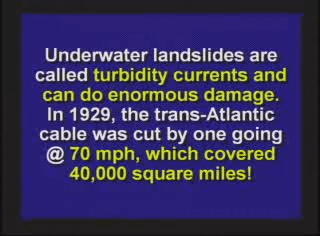 Underwater landslides are
called turbidity currents and
can do enormous damage.
In 1929, the trans-Atlantic
cable was cut by one going
@ 70 mph, which covered
40,000 square miles!